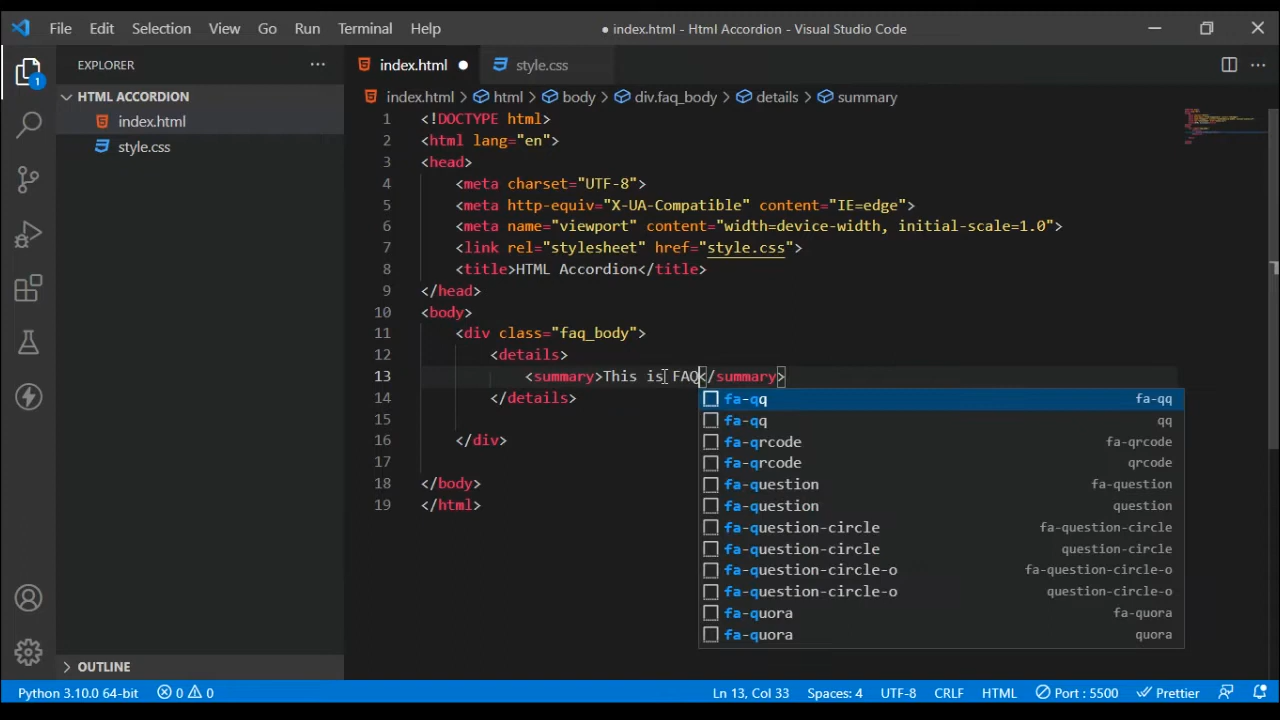 File Edit Selection View Go Run Terminal Help
● index.html - Html Accordion - Visual Studio Code
EXPLORER
HTML ACCORDION
index.html
style.css
OUTLINE
1
index.html ● style.css
index.html > html > body > div.faq_body > details > summary
1 <!DOCTYPE html>
2 <html lang="en">
3 <head>
4 <meta charset="UTF-8">
5 <meta http-equiv="X-UA-Compatible" content="IE=edge">
6 <meta name="viewport" content="width=device-width, initial-scale=1.0">
7 <link rel="stylesheet" href="style.css">
8 <title>HTML Accordion</title>
9 </head>
10 <body>
11 <div class="faq_body">
12 <details>
13 <summary>This is FAQ</summary>
14 </details>
15
16 </div>
17
18 </body>
19 </html>
fa-qq fa-qq
fa-qq qq
fa-qrcode fa-qrcode
fa-qrcode qrcode
fa-question fa-question
fa-question question
fa-question-circle fa-question-circle
fa-question-circle question-circle
fa-question-circle-o fa-question-circle-o
fa-question-circle-o question-circle-o
fa-quora fa-quora
fa-quora quora
Python 3.10.0 64-bit 0 0 Ln 13, Col 33 Spaces: 4 UTF-8 CRLF HTML Port : 5500 Prettier